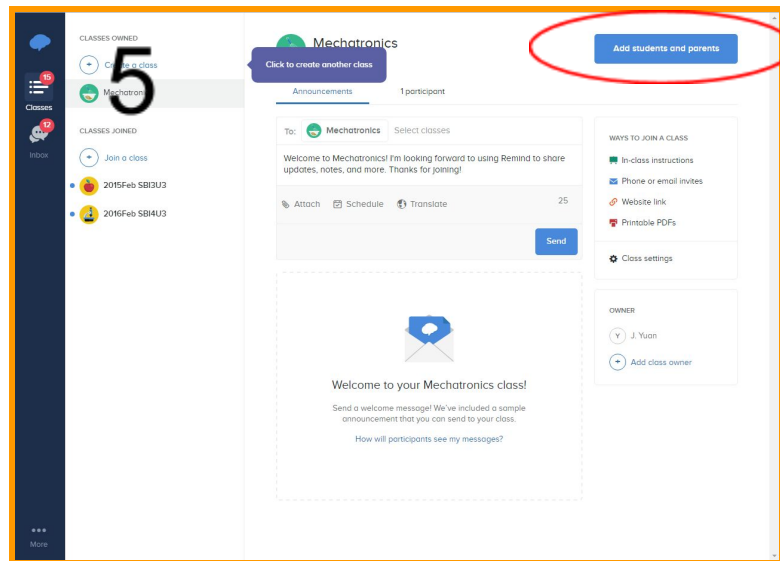 CLASSES OWNED
5
Create a class
Mechatronics
CLASSES JOINED
Join a class
2015Feb SBI3U3
2016Feb SBI4U3
15
Classes
12
Inbox
More
Click to create another class
Mechatronics
Add students and parents
Announcements
1 participant
To: Mechatronics Select classes
Welcome to Mechatronics! I'm looking forward to using Remind to share
updates, notes, and more. Thanks for joining!
Attach Schedule Translate 25
Send
Welcome to your Mechatronics class!
Send a welcome message! We've included a sample
announcement that you can send to your class.
How will participants see my messages?
WAYS TO JOIN A CLASS
In-class instructions
Phone or email invites
Website link
Printable PDFs
Class settings
OWNER
Y J. Yuan
Add class owner